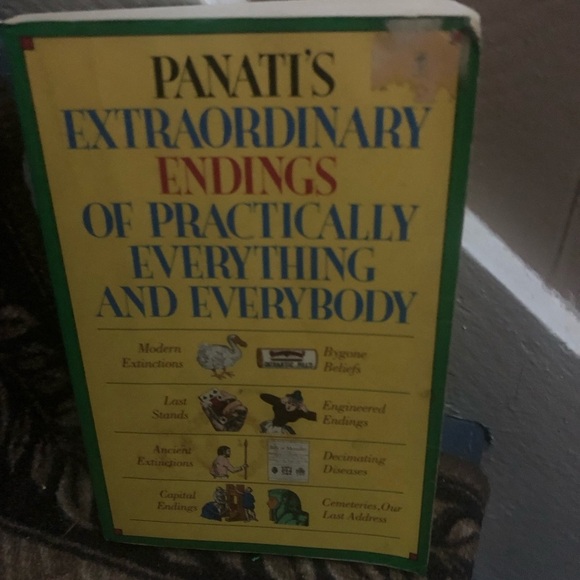 PANATI'S
EXTRAORDINARY
ENDINGS
OF PRACTICALLY
EVERYTHING
AND EVERYBODY
Modern
Extinctions
Bygone
Beliefs
Last
Stands
Engineered
Endings
Ancient
Extinctions
Decimating
Diseases
Capital
Endings
Cemeteries, Our
Last Address